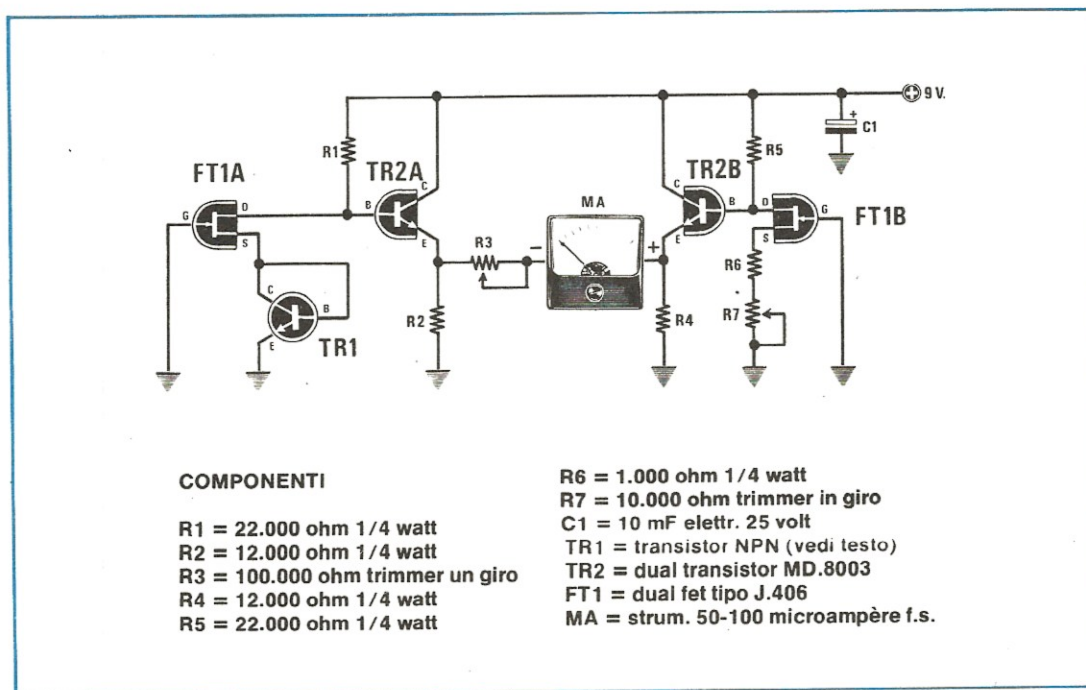 9 V.
C1
R1
R5
FT1A
TR2A
TR2B
FT1B
MA
G
D
S
B
C
E
C
B
E
D
S
G
R3
R6
R2
R4
R7
C
B
E
TR1
COMPONENTI
R1 = 22.000 ohm 1/4 watt
R2 = 12.000 ohm 1/4 watt
R3 = 100.000 ohm trimmer un giro
R4 = 12.000 ohm 1/4 watt
R5 = 22.000 ohm 1/4 watt
R6 = 1.000 ohm 1/4 watt
R7 = 10.000 ohm trimmer in giro
C1 = 10 mF elettr. 25 volt
TR1 = transistor NPN (vedi testo)
TR2 = dual transistor MD.8003
FT1 = dual fet tipo J.406
MA = strum. 50-100 microampère f.s.